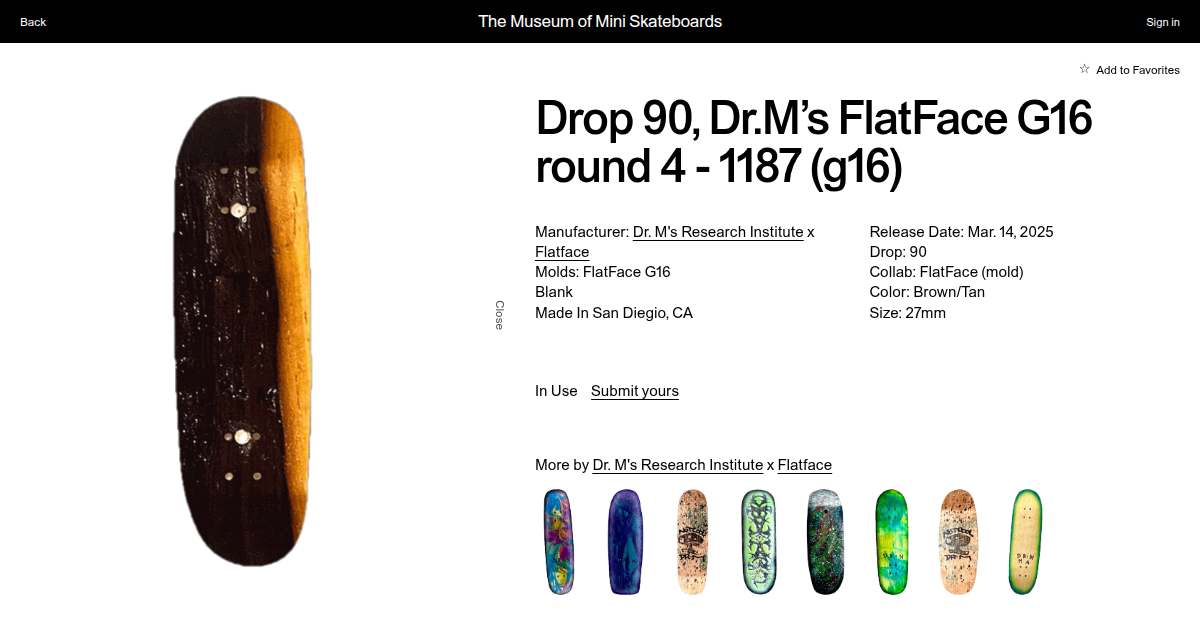 Back
The Museum of Mini Skateboards
Sign in
☆ Add to Favorites
Drop 90, Dr.M’s FlatFace G16
round 4 - 1187 (g16)
Manufacturer: Dr. M's Research Institute x
Flatface
Molds: FlatFace G16
Blank
Made In San Diegio, CA
Release Date: Mar. 14, 2025
Drop: 90
Collab: FlatFace (mold)
Color: Brown/Tan
Size: 27mm
Close
In Use Submit yours
More by Dr. M's Research Institute x Flatface